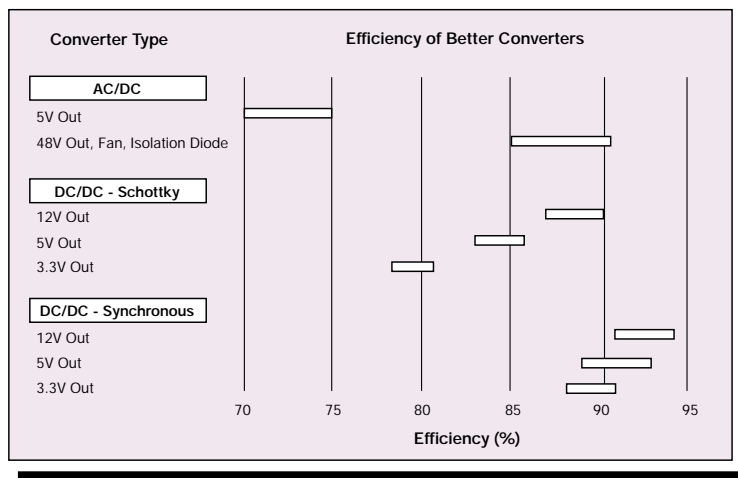 Converter Type
Efficiency of Better Converters
AC/DC
5V Out
48V Out, Fan, Isolation Diode
DC/DC - Schottky
12V Out
5V Out
3.3V Out
DC/DC - Synchronous
12V Out
5V Out
3.3V Out
70 75 80 85 90 95
Efficiency (%)